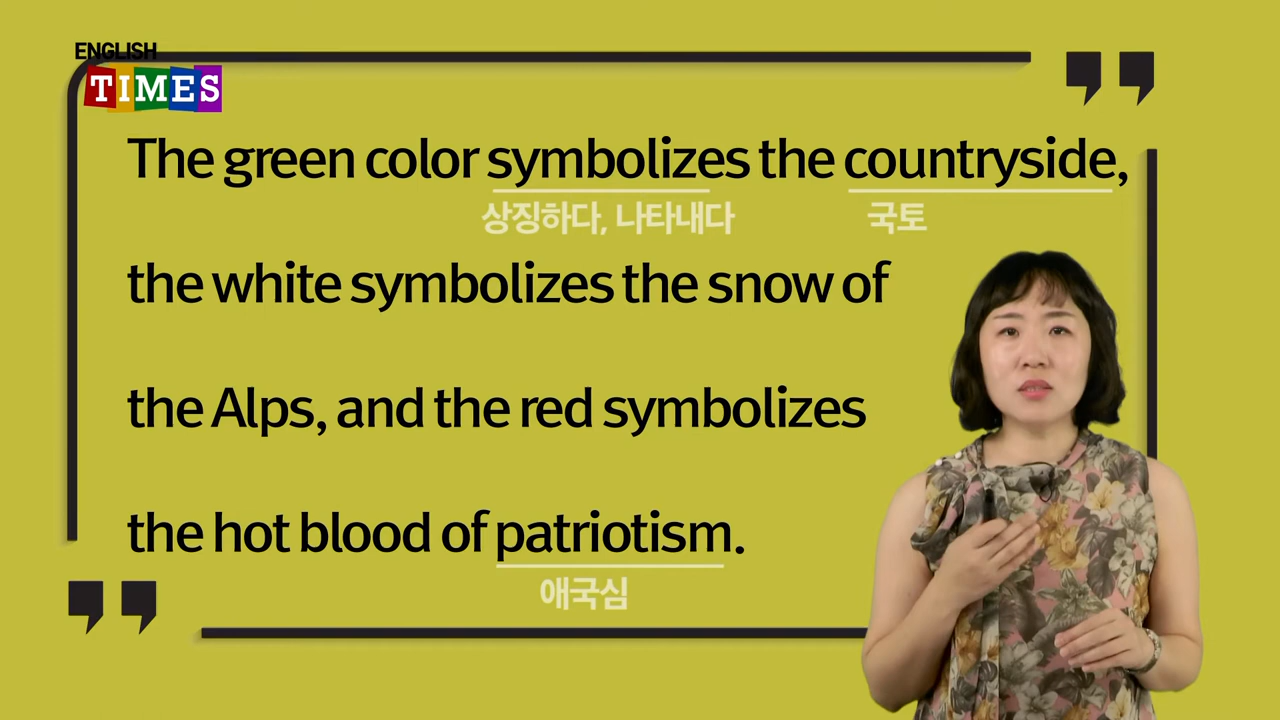 ENGLISH
TIMES
The green color symbolizes the countryside,
상징하다, 나타내다 국토
the white symbolizes the snow of
the Alps, and the red symbolizes
the hot blood of patriotism.
애국심